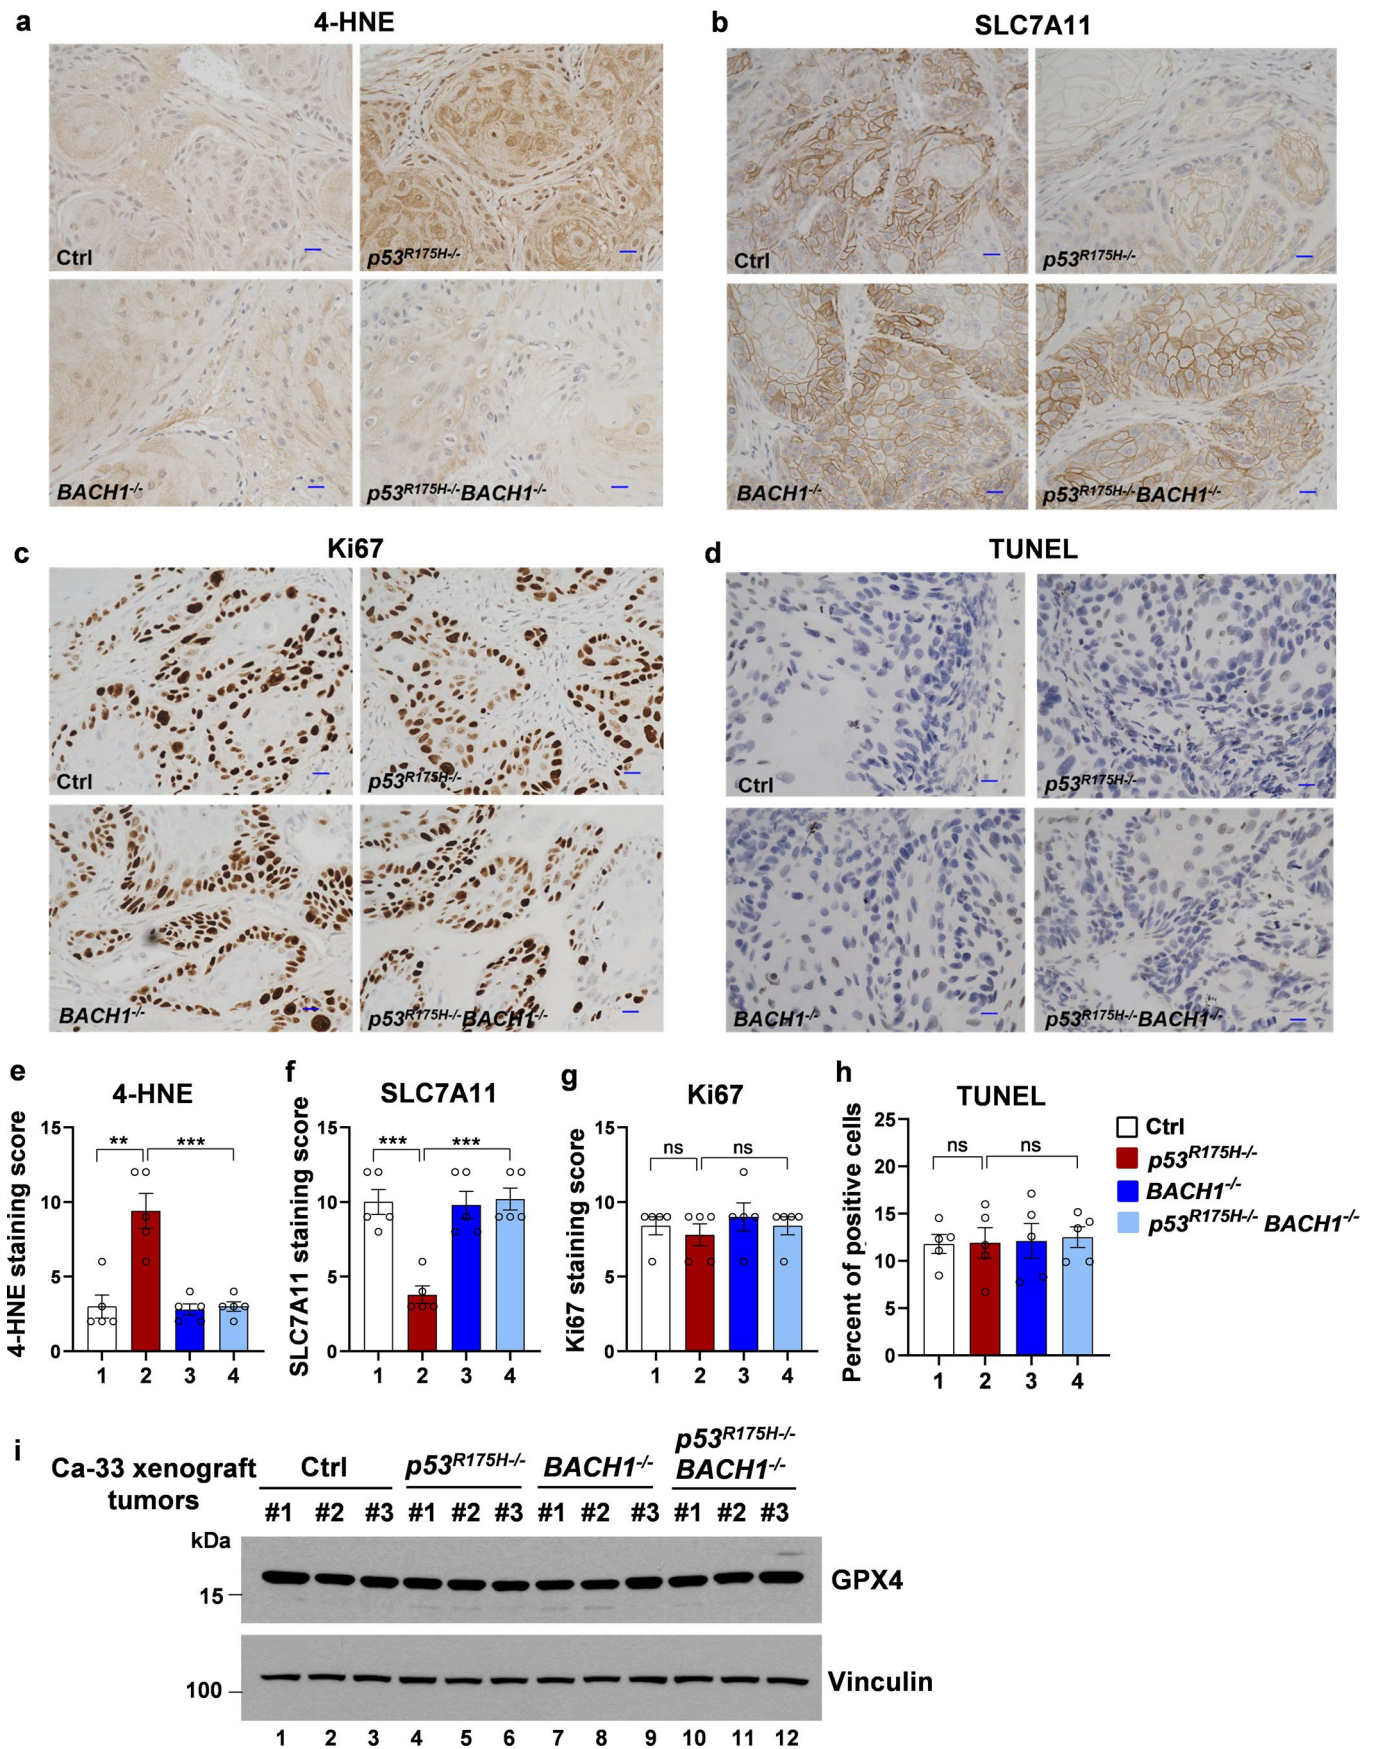 a
4-HNE
Ctrl
p53R175H-/-
BACH1-/-
p53R175H-/-BACH1-/-
b
SLC7A11
Ctrl
p53R175H-/-
BACH1-/-
p53R175H-/-BACH1-/-
c
Ki67
Ctrl
p53R175H-/-
BACH1-/-
p53R175H-/-BACH1-/-
d
TUNEL
Ctrl
p53R175H-/-
BACH1-/-
p53R175H-/-BACH1-/-
e
4-HNE
4-HNE staining score
15
10
5
0
** ***
1 2 3 4
f
SLC7A11
SLC7A11 staining score
15
10
5
0
*** ***
1 2 3 4
g
Ki67
Ki67 staining score
15
10
5
0
ns ns
1 2 3 4
h
TUNEL
Percent of positive cells
25
20
15
10
5
0
ns ns
1 2 3 4
Ctrl
p53R175H-/-
BACH1-/-
p53R175H-/- BACH1-/-
i
Ca-33 xenograft
tumors
Ctrl
p53R175H-/-
BACH1-/-
p53R175H-/-
BACH1-/-
#1 #2 #3 #1 #2 #3 #1 #2 #3 #1 #2 #3
kDa
15
GPX4
100
Vinculin
1 2 3 4 5 6 7 8 9 10 11 12